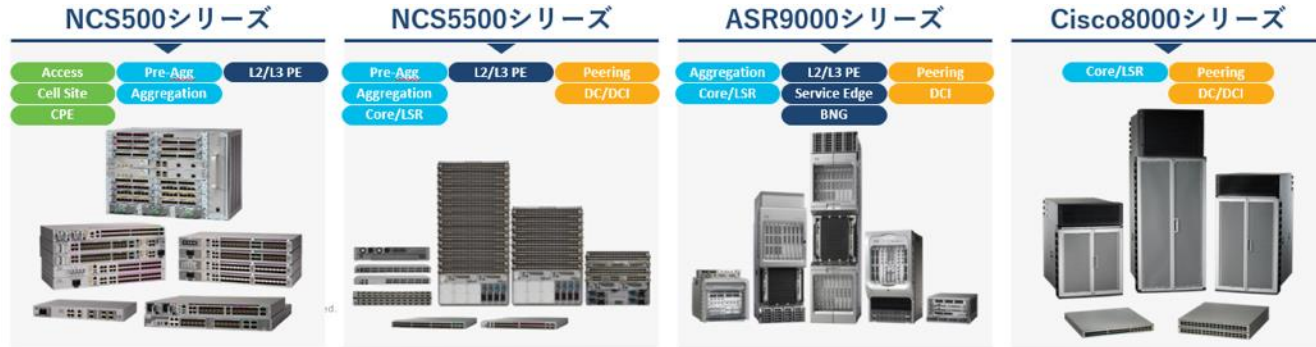 NCS500シリーズ
Access
Pre-Agg
L2/L3 PE
Cell Site
Aggregation
CPE
ed.
NCS5500シリーズ
Pre-Agg
L2/L3 PE
Peering
Aggregation
DC/DCI
Core/LSR
ASR9000シリーズ
Aggregation
L2/L3 PE
Peering
Core/LSR
Service Edge
DCI
BNG
Cisco8000シリーズ
Core/LSR
Peering
DC/DCI